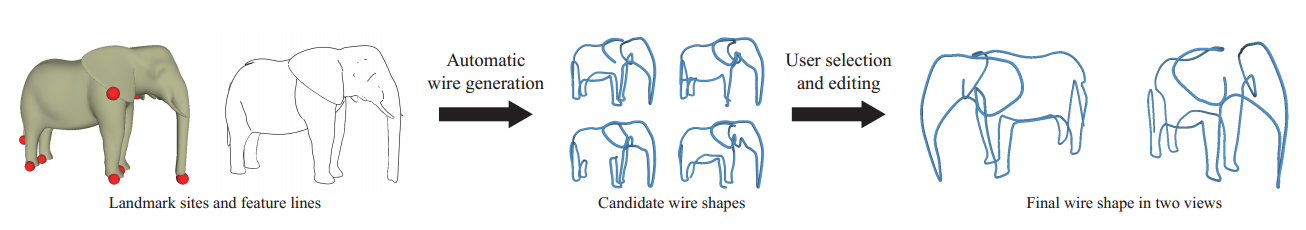 Automatic
wire generation
User selection
and editing
Landmark sites and feature lines
Candidate wire shapes
Final wire shape in two views